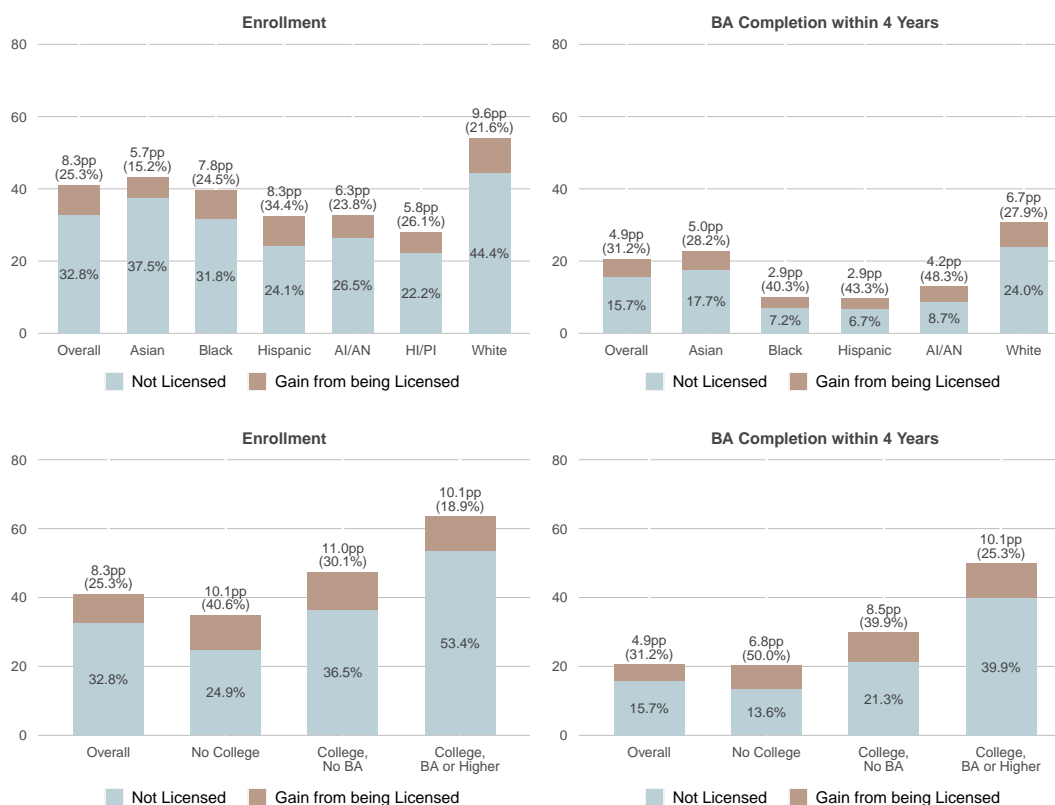 Enrollment
80
60
40
20
0
8.3pp
(25.3%)
5.7pp
(15.2%)
7.8pp
(24.5%)
8.3pp
(34.4%)
6.3pp
(23.8%)
5.8pp
(26.1%)
9.6pp
(21.6%)
32.8%
37.5%
31.8%
24.1%
26.5%
22.2%
44.4%
Overall
Asian
Black
Hispanic
AI/AN
HI/PI
White
Not Licensed
Gain from being Licensed
BA Completion within 4 Years
80
60
40
20
0
4.9pp
(31.2%)
5.0pp
(28.2%)
2.9pp
(40.3%)
2.9pp
(43.3%)
4.2pp
(48.3%)
6.7pp
(27.9%)
15.7%
17.7%
7.2%
6.7%
8.7%
24.0%
Overall
Asian
Black
Hispanic
AI/AN
White
Not Licensed
Gain from being Licensed
Enrollment
80
60
40
20
0
8.3pp
(25.3%)
10.1pp
(40.6%)
11.0pp
(30.1%)
10.1pp
(18.9%)
32.8%
24.9%
36.5%
53.4%
Overall
No College
College,
No BA
College,
BA or Higher
Not Licensed
Gain from being Licensed
BA Completion within 4 Years
80
60
40
20
0
4.9pp
(31.2%)
6.8pp
(50.0%)
8.5pp
(39.9%)
10.1pp
(25.3%)
15.7%
13.6%
21.3%
39.9%
Overall
No College
College,
No BA
College,
BA or Higher
Not Licensed
Gain from being Licensed